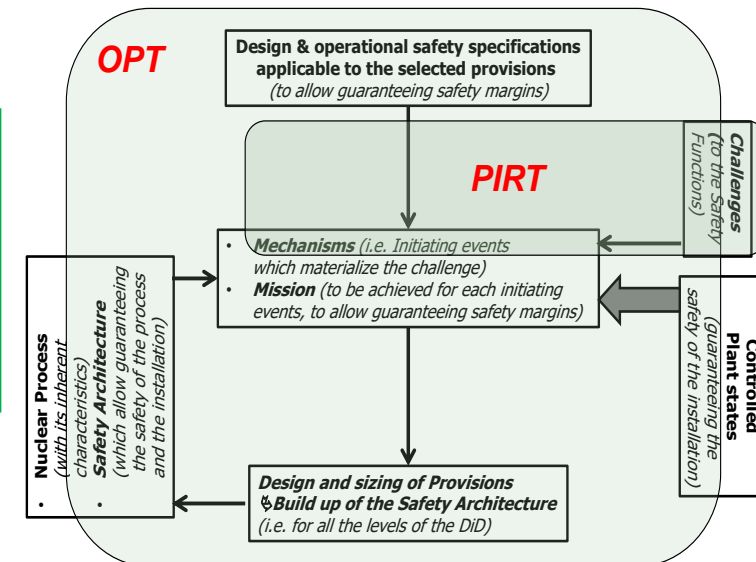 OPT
Design & operational safety specifications
applicable to the selected provisions
(to allow guaranteeing safety margins)
PIRT
Challenges
(to the Safety
Functions)
• Mechanisms (i.e. Initiating events
which materialize the challenge)
• Mission (to be achieved for each initiating
events, to allow guaranteeing safety margins)
• Nuclear Process
(with its inherent
characteristics)
• Safety Architecture
(which allow guaranteeing
the safety of the process
and the installation)
Controlled
Plant states
(guaranteeing the
safety of the installation)
Design and sizing of Provisions
Build up of the Safety Architecture
(i.e. for all the levels of the DiD)